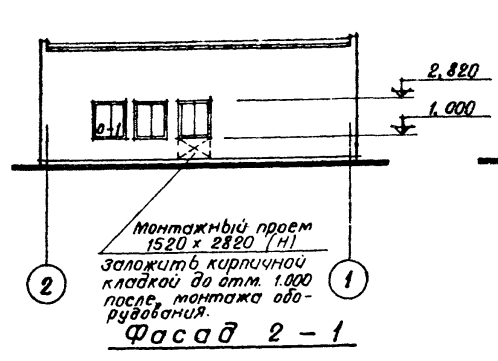 2,820
1,000
0-1
Монтажный проем
1520 x 2820 (н)
заложить кирпичной
кладкой до отм. 1.000
после, монтажа обо-
рудования.
2
1
Фасад 2-1